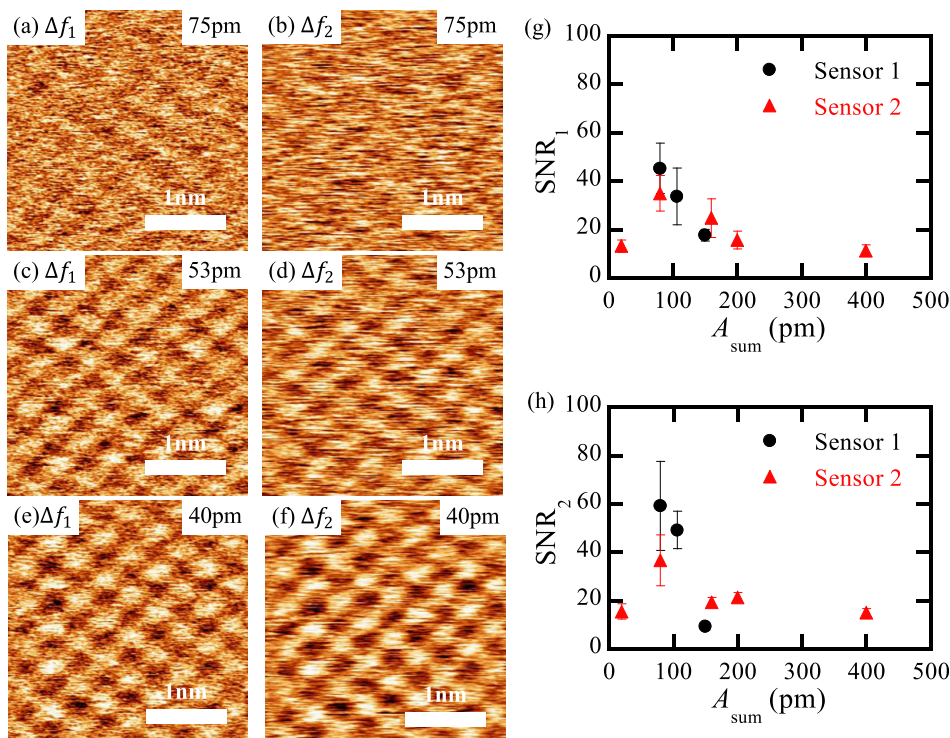 (a) Δf₁ 75pm
1nm
(b) Δf₂ 75pm
1nm
(c) Δf₁ 53pm
1nm
(d) Δf₂ 53pm
1nm
(e)Δf₁ 40pm
1nm
(f) Δf₂ 40pm
1nm
(g)
100
80
60
40
20
0
SNR₁
Sensor 1
Sensor 2
0 100 200 300 400 500
A_sum (pm)
(h)
100
80
60
40
20
0
SNR₂
Sensor 1
Sensor 2
0 100 200 300 400 500
A_sum (pm)